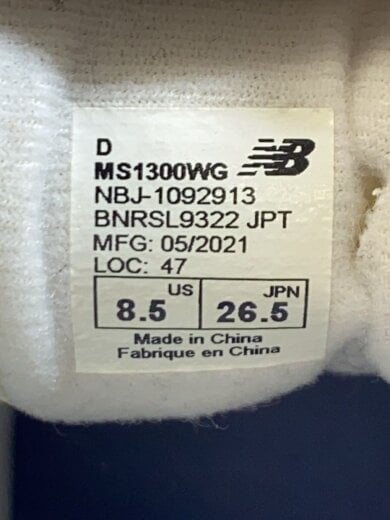 D
MS1300WG NB
NBJ-1092913
BNRSL9322 JPT
MFG: 05/2021
LOC: 47
US JPN
8.5 26.5
Made in China
Fabrique en China